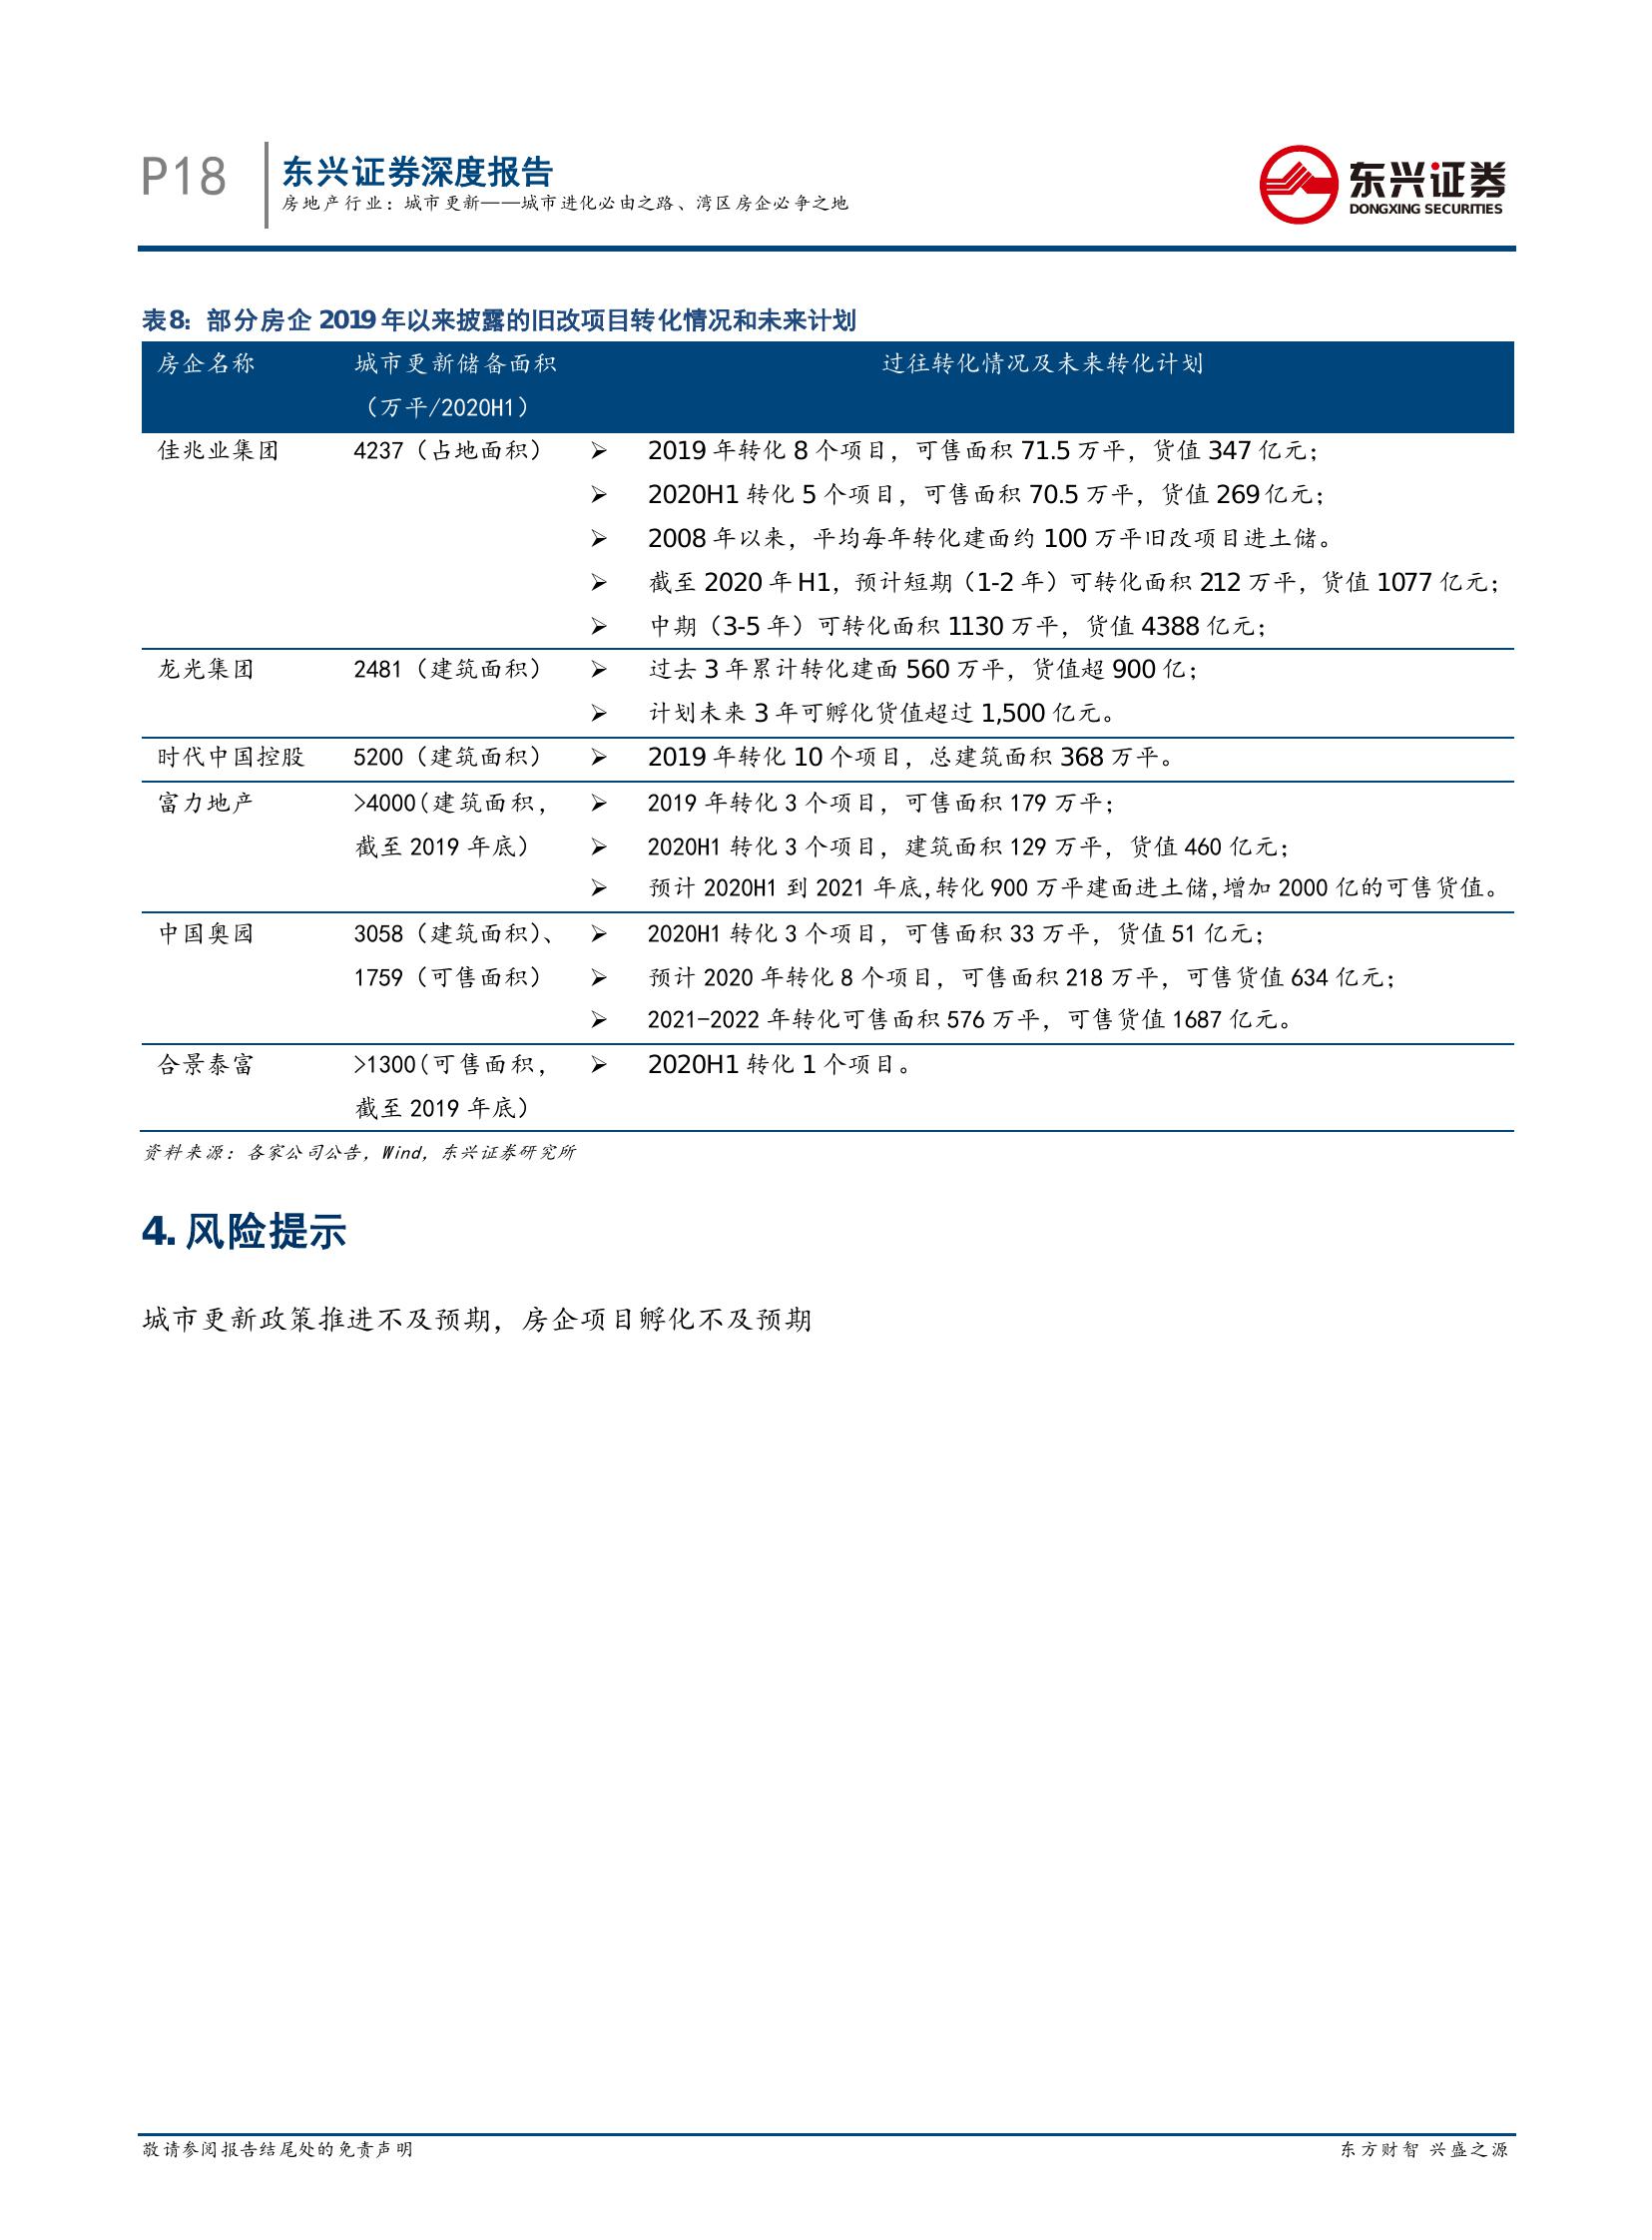 P18
东兴证券深度报告
房地产行业：城市更新——城市进化必由之路、湾区房企必争之地
东兴证券
DONGXING SECURITIES
表8：部分房企 2019 年以来披露的旧改项目转化情况和未来计划
房企名称 城市更新储备面积 过往转化情况及未来转化计划
（万平/2020H1）
佳兆业集团 4237（占地面积） ➢ 2019 年转化 8 个项目，可售面积 71.5 万平，货值 347 亿元；
➢ 2020H1 转化 5 个项目，可售面积 70.5 万平，货值 269 亿元；
➢ 2008 年以来，平均每年转化建面约 100 万平旧改项目进土储。
➢ 截至 2020 年 H1，预计短期（1-2 年）可转化面积 212 万平，货值 1077 亿元；
➢ 中期（3-5 年）可转化面积 1130 万平，货值 4388 亿元；
龙光集团 2481（建筑面积） ➢ 过去 3 年累计转化建面 560 万平，货值超 900 亿；
➢ 计划未来 3 年可孵化货值超过 1,500 亿元。
时代中国控股 5200（建筑面积） ➢ 2019 年转化 10 个项目，总建筑面积 368 万平。
富力地产 >4000(建筑面积， ➢ 2019 年转化 3 个项目，可售面积 179 万平；
截至 2019 年底） ➢ 2020H1 转化 3 个项目，建筑面积 129 万平，货值 460 亿元；
➢ 预计 2020H1 到 2021 年底,转化 900 万平建面进土储,增加 2000 亿的可售货值。
中国奥园 3058（建筑面积）、 ➢ 2020H1 转化 3 个项目，可售面积 33 万平，货值 51 亿元；
1759（可售面积） ➢ 预计 2020 年转化 8 个项目，可售面积 218 万平，可售货值 634 亿元；
➢ 2021-2022 年转化可售面积 576 万平，可售货值 1687 亿元。
合景泰富 >1300(可售面积， ➢ 2020H1 转化 1 个项目。
截至 2019 年底）
资料来源：各家公司公告，Wind，东兴证券研究所
4. 风险提示
城市更新政策推进不及预期，房企项目孵化不及预期
敬请参阅报告结尾处的免责声明 东方财智 兴盛之源